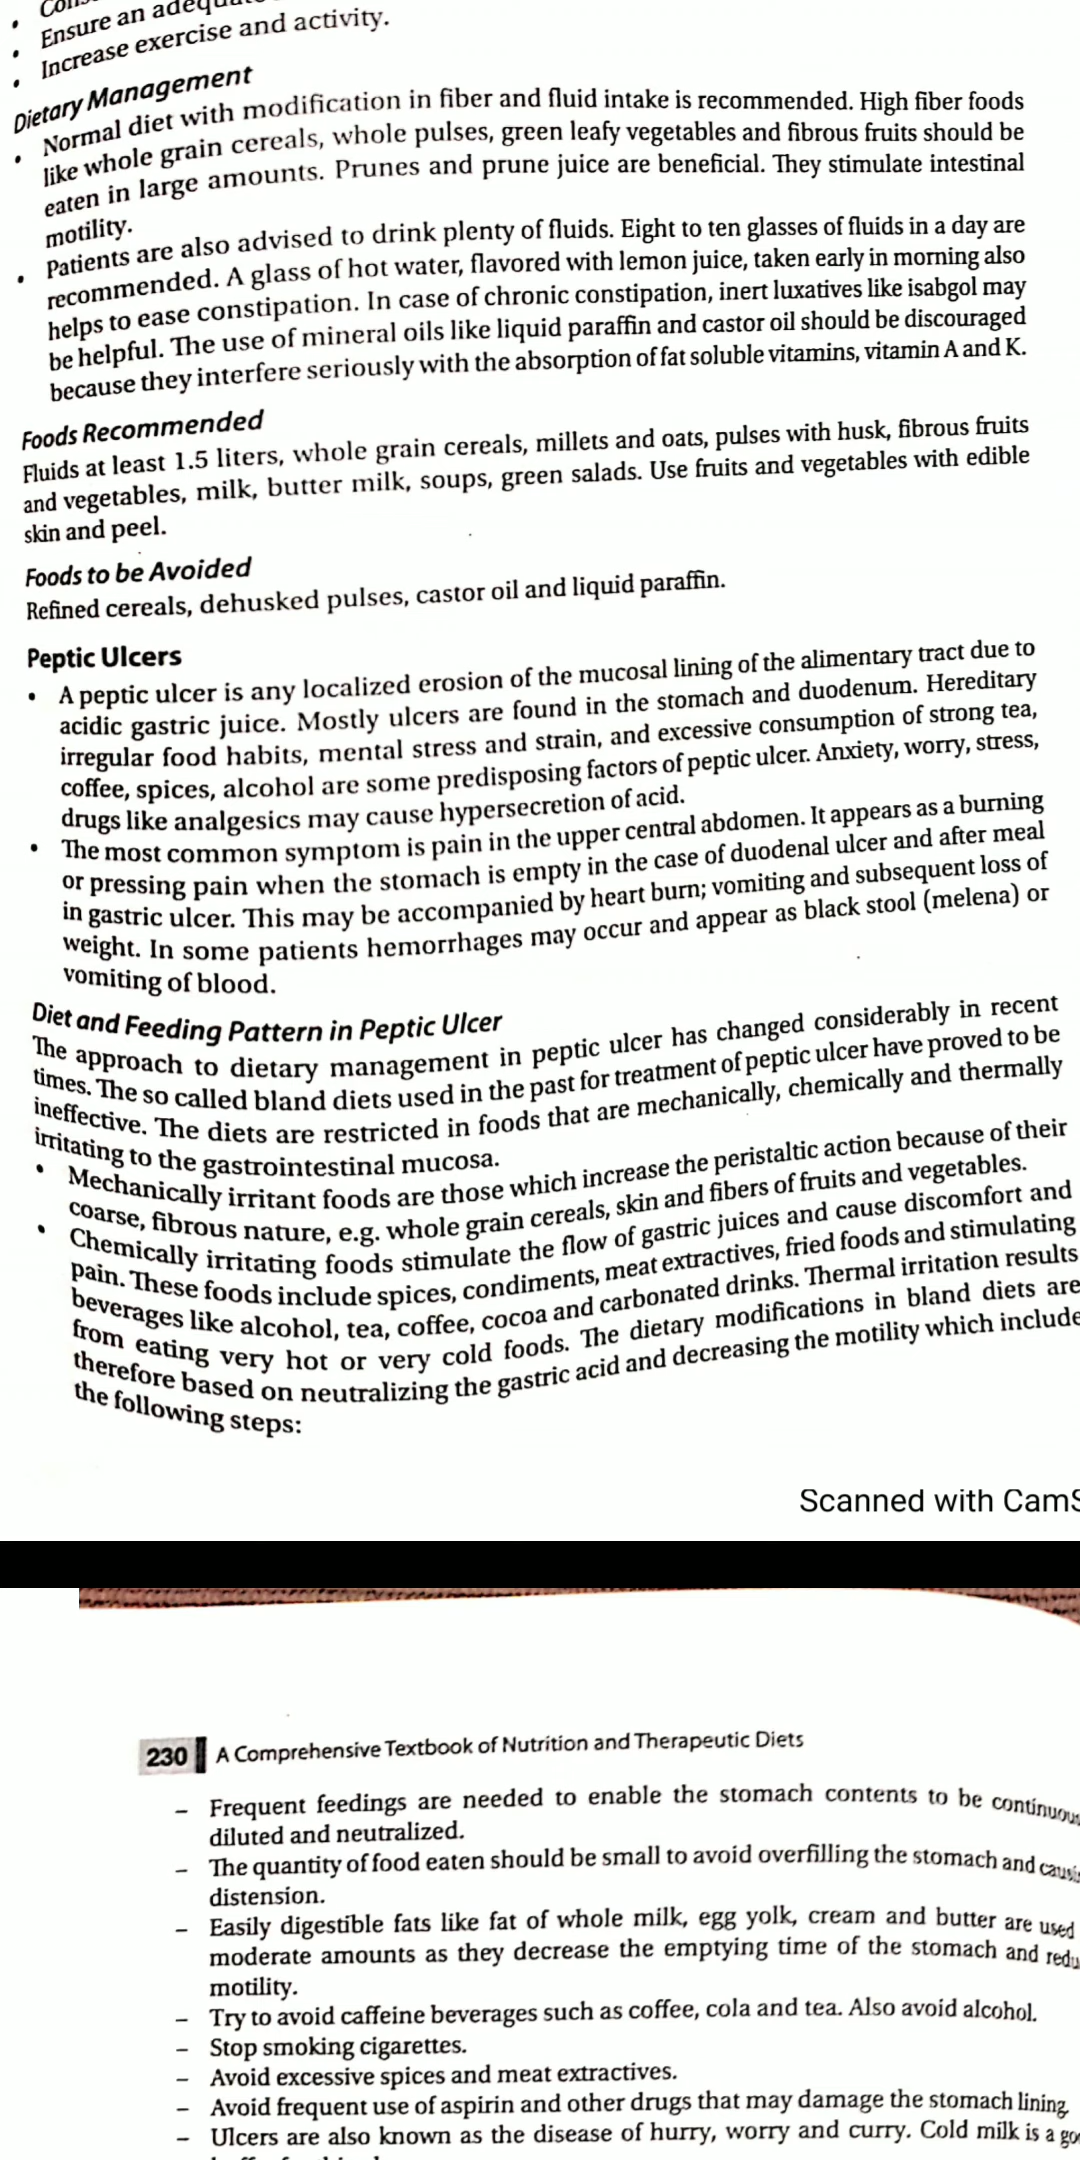 •
• Ensure an
• Increase exercise and activity.
Dietary Management
• Normal diet with modification in fiber and fluid intake is recommended. High fiber foods
like whole grain cereals, whole pulses, green leafy vegetables and fibrous fruits should be
eaten in large amounts. Prunes and prune juice are beneficial. They stimulate intestinal
motility.
• Patients are also advised to drink plenty of fluids. Eight to ten glasses of fluids in a day are
recommended. A glass of hot water, flavored with lemon juice, taken early in morning also
helps to ease constipation. In case of chronic constipation, inert luxatives like isabgol may
be helpful. The use of mineral oils like liquid paraffin and castor oil should be discouraged
because they interfere seriously with the absorption of fat soluble vitamins, vitamin A and K.
Foods Recommended
Fluids at least 1.5 liters, whole grain cereals, millets and oats, pulses with husk, fibrous fruits
and vegetables, milk, butter milk, soups, green salads. Use fruits and vegetables with edible
skin and peel.
Foods to be Avoided
Refined cereals, dehusked pulses, castor oil and liquid paraffin.
Peptic Ulcers
• A peptic ulcer is any localized erosion of the mucosal lining of the alimentary tract due to
acidic gastric juice. Mostly ulcers are found in the stomach and duodenum. Hereditary
irregular food habits, mental stress and strain, and excessive consumption of strong tea,
coffee, spices, alcohol are some predisposing factors of peptic ulcer. Anxiety, worry, stress,
drugs like analgesics may cause hypersecretion of acid.
• The most common symptom is pain in the upper central abdomen. It appears as a burning
or pressing pain when the stomach is empty in the case of duodenal ulcer and after meal
in gastric ulcer. This may be accompanied by heart burn; vomiting and subsequent loss of
weight. In some patients hemorrhages may occur and appear as black stool (melena) or
vomiting of blood.
Diet and Feeding Pattern in Peptic Ulcer
The approach to dietary management in peptic ulcer has changed considerably in recent
times. The so called bland diets used in the past for treatment of peptic ulcer have proved to be
ineffective. The diets are restricted in foods that are mechanically, chemically and thermally
irritating to the gastrointestinal mucosa.
• Mechanically irritant foods are those which increase the peristaltic action because of their
coarse, fibrous nature, e.g. whole grain cereals, skin and fibers of fruits and vegetables.
• Chemically irritating foods stimulate the flow of gastric juices and cause discomfort and
pain. These foods include spices, condiments, meat extractives, fried foods and stimulating
beverages like alcohol, tea, coffee, cocoa and carbonated drinks. Thermal irritation results
from eating very hot or very cold foods. The dietary modifications in bland diets are
therefore based on neutralizing the gastric acid and decreasing the motility which include
the following steps:
Scanned with CamS
230 A Comprehensive Textbook of Nutrition and Therapeutic Diets
– Frequent feedings are needed to enable the stomach contents to be continuous
diluted and neutralized.
– The quantity of food eaten should be small to avoid overfilling the stomach and
distension.
– Easily digestible fats like fat of whole milk, egg yolk, cream and butter are used
moderate amounts as they decrease the emptying time of the stomach and
motility.
– Try to avoid caffeine beverages such as coffee, cola and tea. Also avoid alcohol.
– Stop smoking cigarettes.
– Avoid excessive spices and meat extractives.
– Avoid frequent use of aspirin and other drugs that may damage the stomach lining.
– Ulcers are also known as the disease of hurry, worry and curry. Cold milk is a